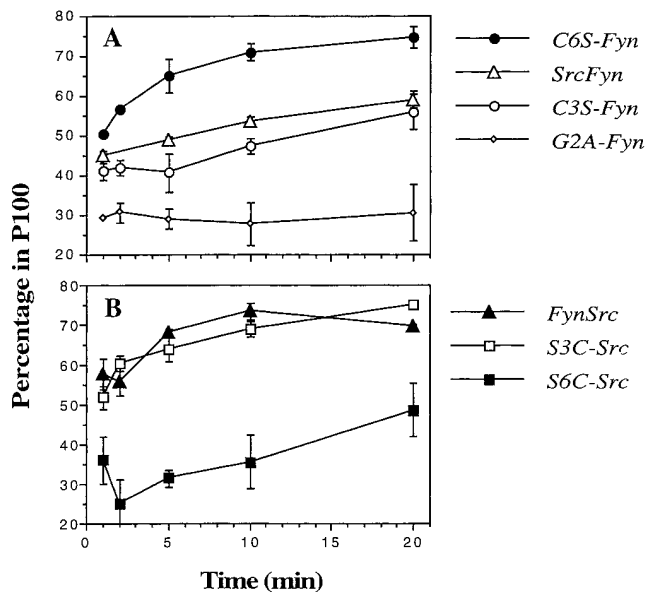 80
A
70
60
50
40
30
20
C6S-Fyn
SrcFyn
C3S-Fyn
G2A-Fyn
Percentage in P100
80
B
70
60
50
40
30
20
FynSrc
S3C-Src
S6C-Src
0 5 10 15 20
Time (min)